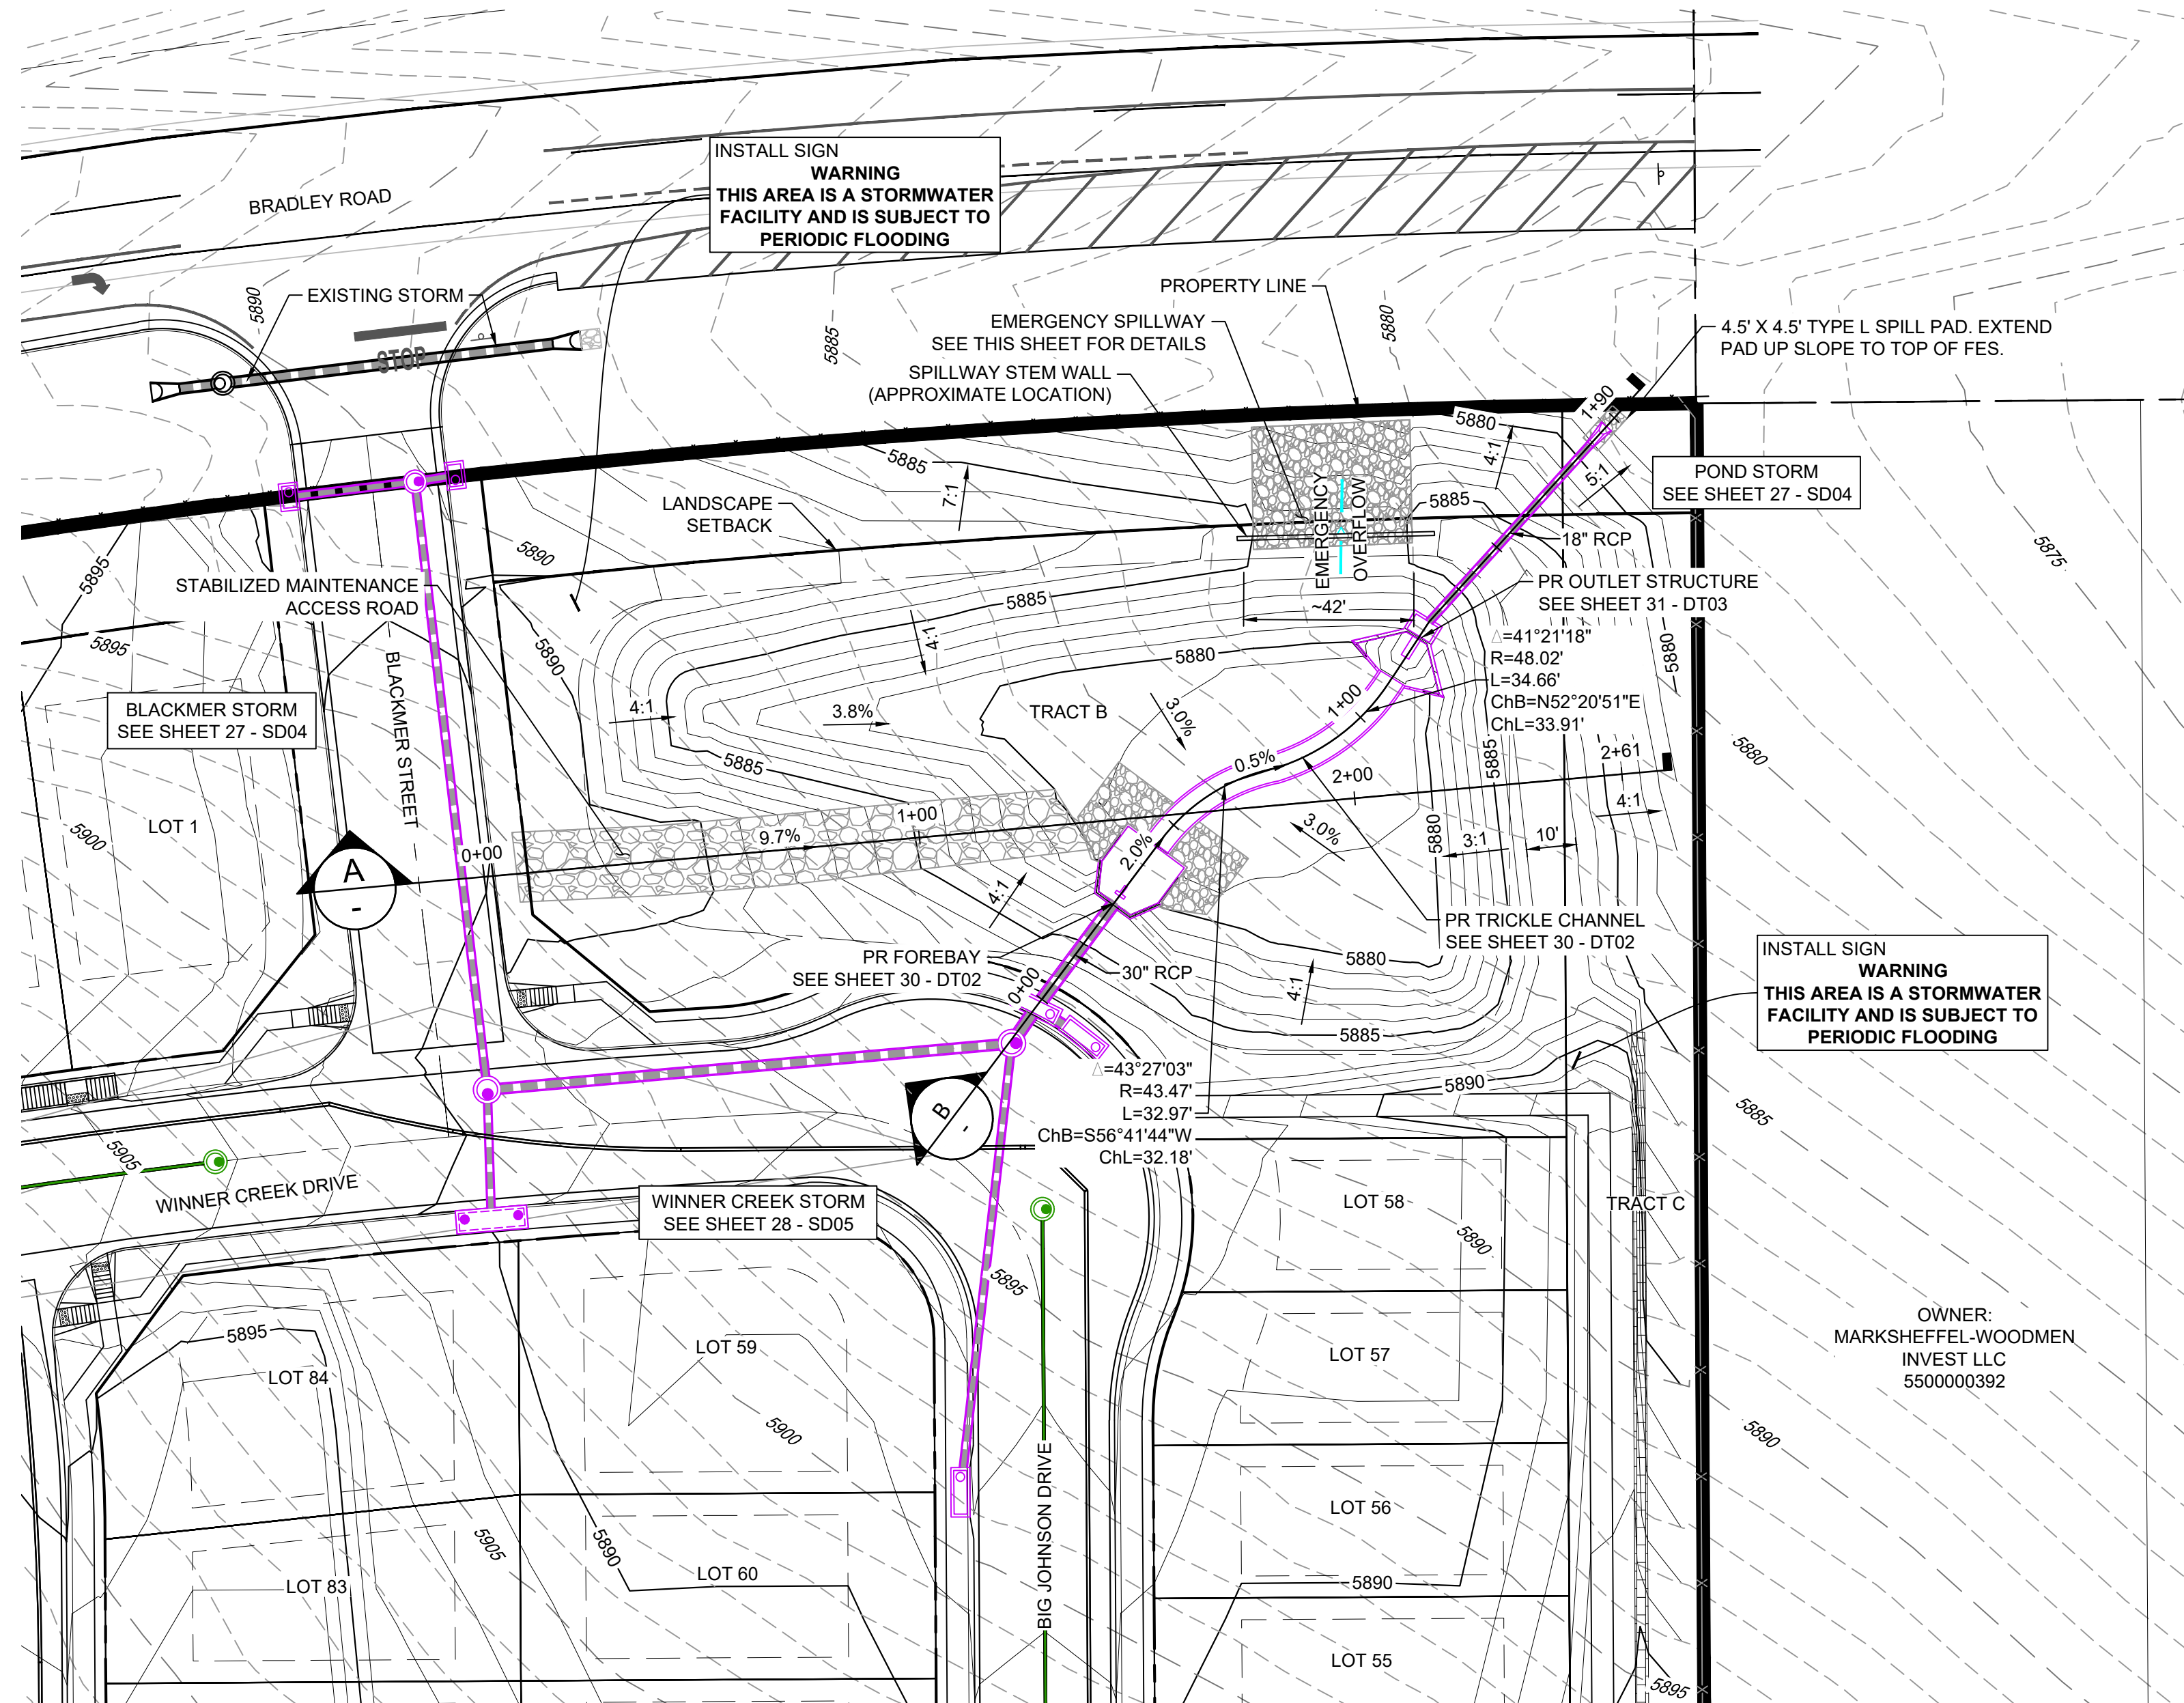 INSTALL SIGN
WARNING
THIS AREA IS A STORMWATER
FACILITY AND IS SUBJECT TO
PERIODIC FLOODING
BRADLEY ROAD
5890
EXISTING STORM
STOP
5885
PROPERTY LINE
EMERGENCY SPILLWAY
SEE THIS SHEET FOR DETAILS
SPILLWAY STEM WALL
(APPROXIMATE LOCATION)
5880
4.5' X 4.5' TYPE L SPILL PAD. EXTEND
PAD UP SLOPE TO TOP OF FES.
1+90
5880
4:1
5:1
5885
7:1
POND STORM
SEE SHEET 27 - SD04
LANDSCAPE
SETBACK
EMERGENCY
OVERFLOW
5885
18" RCP
5890
5895
5875
STABILIZED MAINTENANCE
ACCESS ROAD
PR OUTLET STRUCTURE
SEE SHEET 31 - DT03
5885
~42'
4:1
5895
5890
5880
△=41°21'18"
R=48.02'
L=34.66'
ChB=N52°20'51"E
ChL=33.91'
5880
BLACKMER STREET
BLACKMER STORM
SEE SHEET 27 - SD04
4:1
3.8%
TRACT B
3.0%
1+00
5885
0.5%
2+00
5885
2+61
5880
4:1
LOT 1
5900
0+00
9.7%
1+00
2.0%
3.0%
5880
3:1
10'
A
-
4:1
PR TRICKLE CHANNEL
SEE SHEET 30 - DT02
PR FOREBAY
SEE SHEET 30 - DT02
0+00
30" RCP
5880
4:1
5885
INSTALL SIGN
WARNING
THIS AREA IS A STORMWATER
FACILITY AND IS SUBJECT TO
PERIODIC FLOODING
△=43°27'03"
R=43.47'
L=32.97'
ChB=S56°41'44"W
ChL=32.18'
5890
5885
B
-
5905
WINNER CREEK DRIVE
WINNER CREEK STORM
SEE SHEET 28 - SD05
LOT 58
5890
TRACT C
5895
5895
LOT 84
LOT 59
LOT 57
OWNER:
MARKSHEFFEL-WOODMEN
INVEST LLC
5500000392
5900
5890
BIG JOHNSON DRIVE
LOT 56
5905
5890
LOT 83
LOT 60
5890
LOT 55
5895